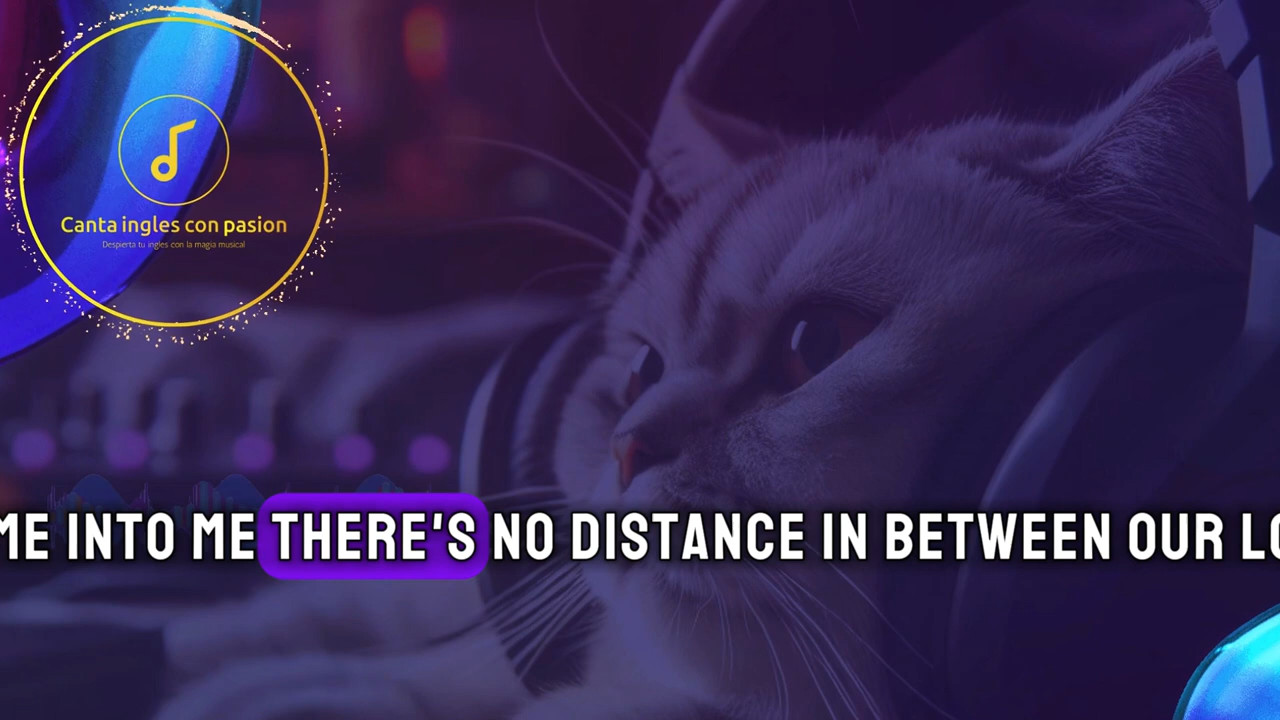 Canta ingles con pasion
Despierta tu ingles con la magia musical
ME INTO ME THERE'S NO DISTANCE IN BETWEEN OUR LO